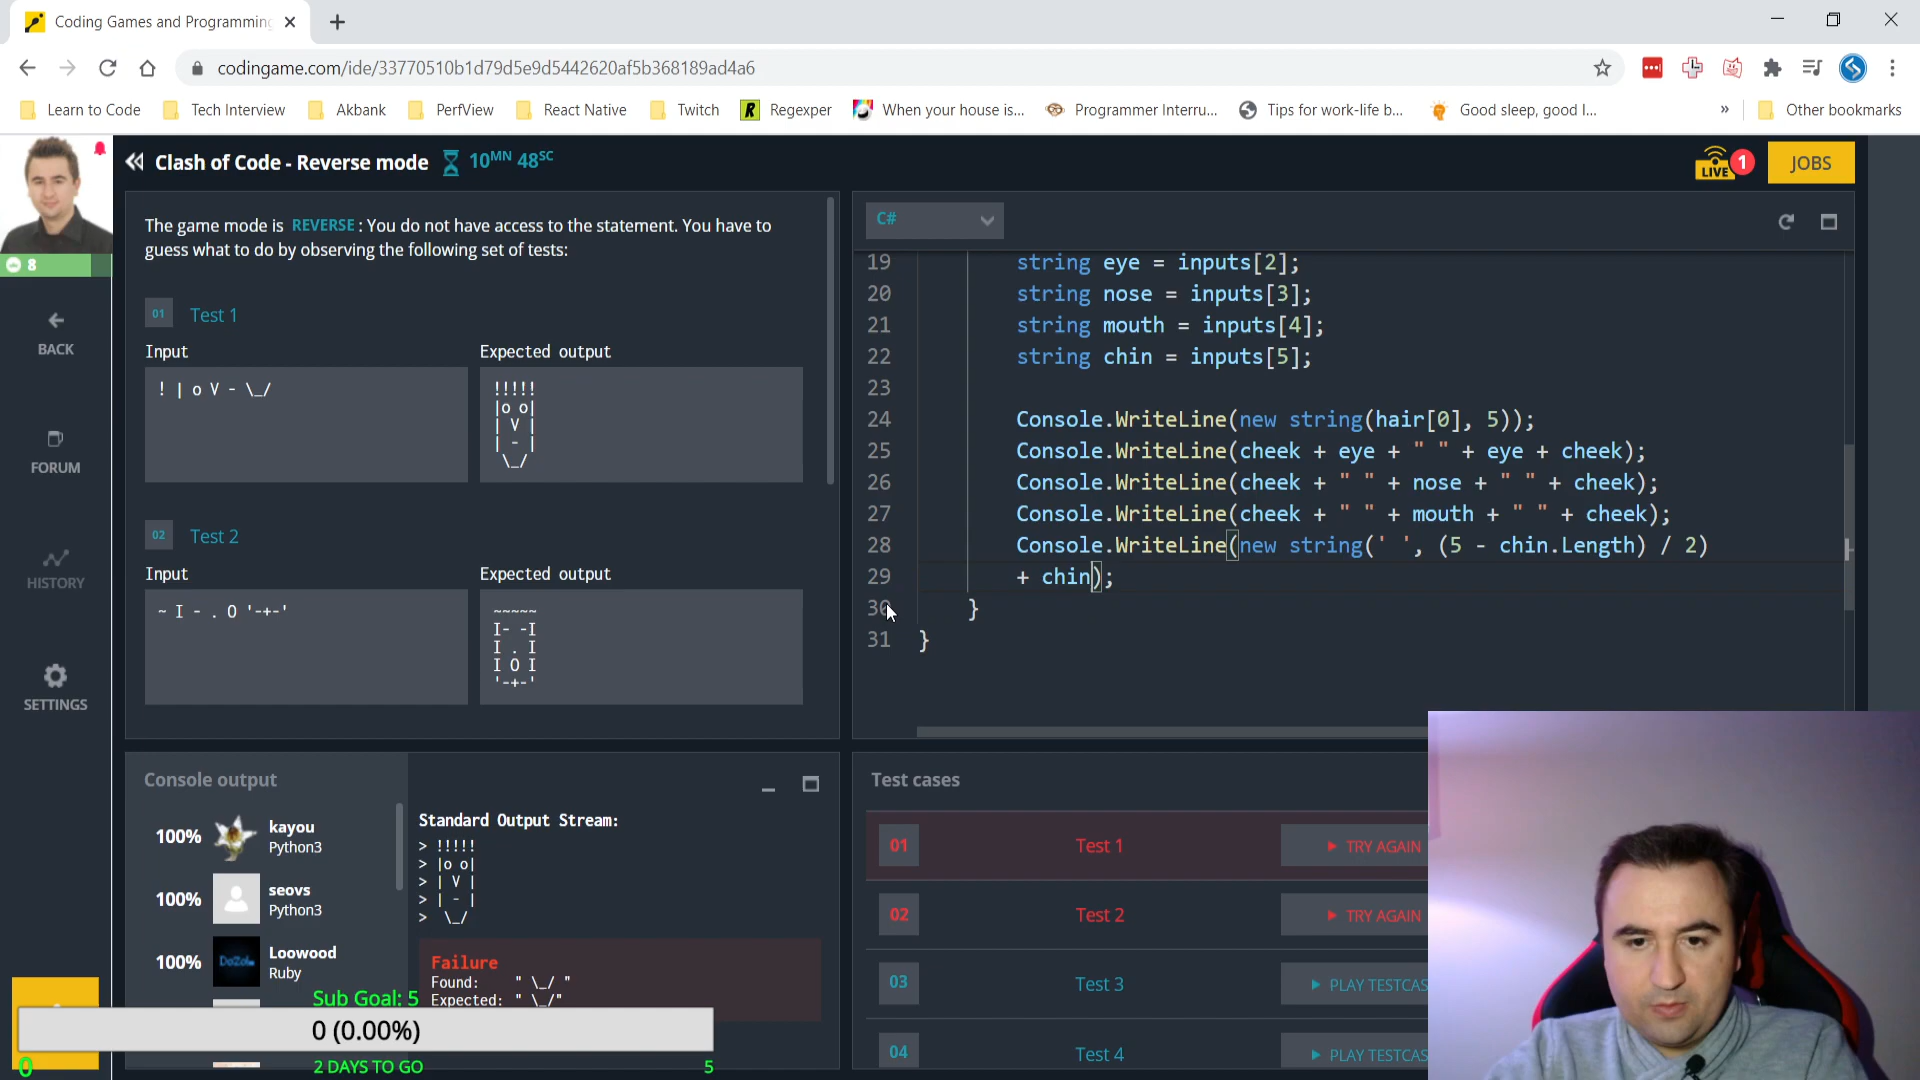 Coding Games and Programming
codingame.com/ide/33770510b1d79d5e9d5442620af5b368189ad4a6
Learn to Code
Tech Interview
Akbank
PerfView
React Native
Twitch
R
Regexper
When your house is...
Programmer Interru...
Tips for work-life b...
Good sleep, good l...
»
Other bookmarks
Clash of Code - Reverse mode
10MN 48SC
LIVE
1
JOBS
8
BACK
FORUM
HISTORY
SETTINGS
The game mode is REVERSE: You do not have access to the statement. You have to
guess what to do by observing the following set of tests:
01 Test 1
Input
Expected output
! | o V - \_/
!!!!!
|o o|
| V |
| - |
 \_/
02 Test 2
Input
Expected output
~ I - . O '-+-'
~~~~~
I- -I
I . I
I O I
'-+-'
C#
19 string eye = inputs[2];
20 string nose = inputs[3];
21 string mouth = inputs[4];
22 string chin = inputs[5];
23
24 Console.WriteLine(new string(hair[0], 5));
25 Console.WriteLine(cheek + eye + " " + eye + cheek);
26 Console.WriteLine(cheek + " " + nose + " " + cheek);
27 Console.WriteLine(cheek + " " + mouth + " " + cheek);
28 Console.WriteLine(new string(' ', (5 - chin.Length) / 2)
29 + chin);
30 }
31 }
Console output
100% kayou
Python3
100% seovs
Python3
100% Loowood
Ruby
Standard Output Stream:
> !!!!!
> |o o|
> | V |
> | - |
>  \_/
Failure
Found: " \_/ "
Expected: " \_/"
Sub Goal: 5
0 (0.00%)
0
2 DAYS TO GO
5
Test cases
01 Test 1 TRY AGAIN
02 Test 2 TRY AGAIN
03 Test 3 PLAY TESTCAS
04 Test 4 PLAY TESTCAS